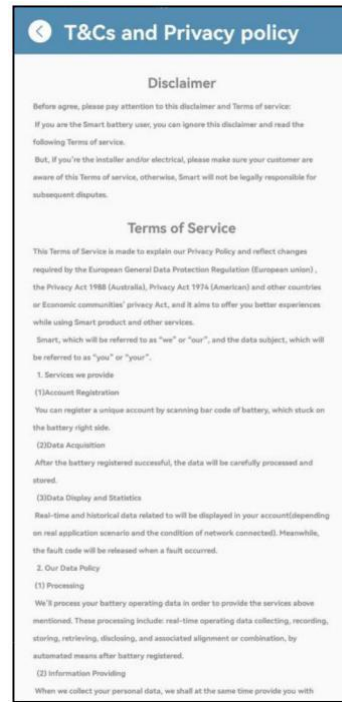 T&Cs and Privacy policy
Disclaimer
Before agree, please pay attention to this disclaimer and Terms of service:
If you are the Smart battery user, you can ignore this disclaimer and read the
following Terms of service.
But, if you're the installer and/or electrical, please make sure your customer are
aware of this Terms of service, otherwise, Smart will not be legally responsible for
subsequent disputes.
Terms of Service
This Terms of Service is made to explain our Privacy Policy and reflect changes
required by the European General Data Protection Regulation (European union) ,
the Privacy Act 1988 (Australia), Privacy Act 1974 (American) and other countries
or Economic communities' privacy Act, and it aims to offer you better experiences
while using Smart product and other services.
Smart, which will be referred to as "we" or "our", and the data subject, which will
be referred to as "you" or "your".
1. Services we provide
(1)Account Registration
You can register a unique account by scanning bar code of battery, which stuck on
the battery right side.
(2)Data Acquisition
After the battery registered successful, the data will be carefully processed and
stored.
(3)Data Display and Statistics
Real-time and historical data related to will be displayed in your account(depending
on real application scenario and the condition of network connected). Meanwhile,
the fault code will be released when a fault occurred.
2. Our Data Policy
(1) Processing
We'll process your battery operating data in order to provide the services above
mentioned. These processing include: real-time operating data collecting, recording,
storing, retrieving, disclosing, and associated alignment or combination, by
automated means after battery registered.
(2) Information Providing
When we collect your personal data, we shall at the same time provide you with